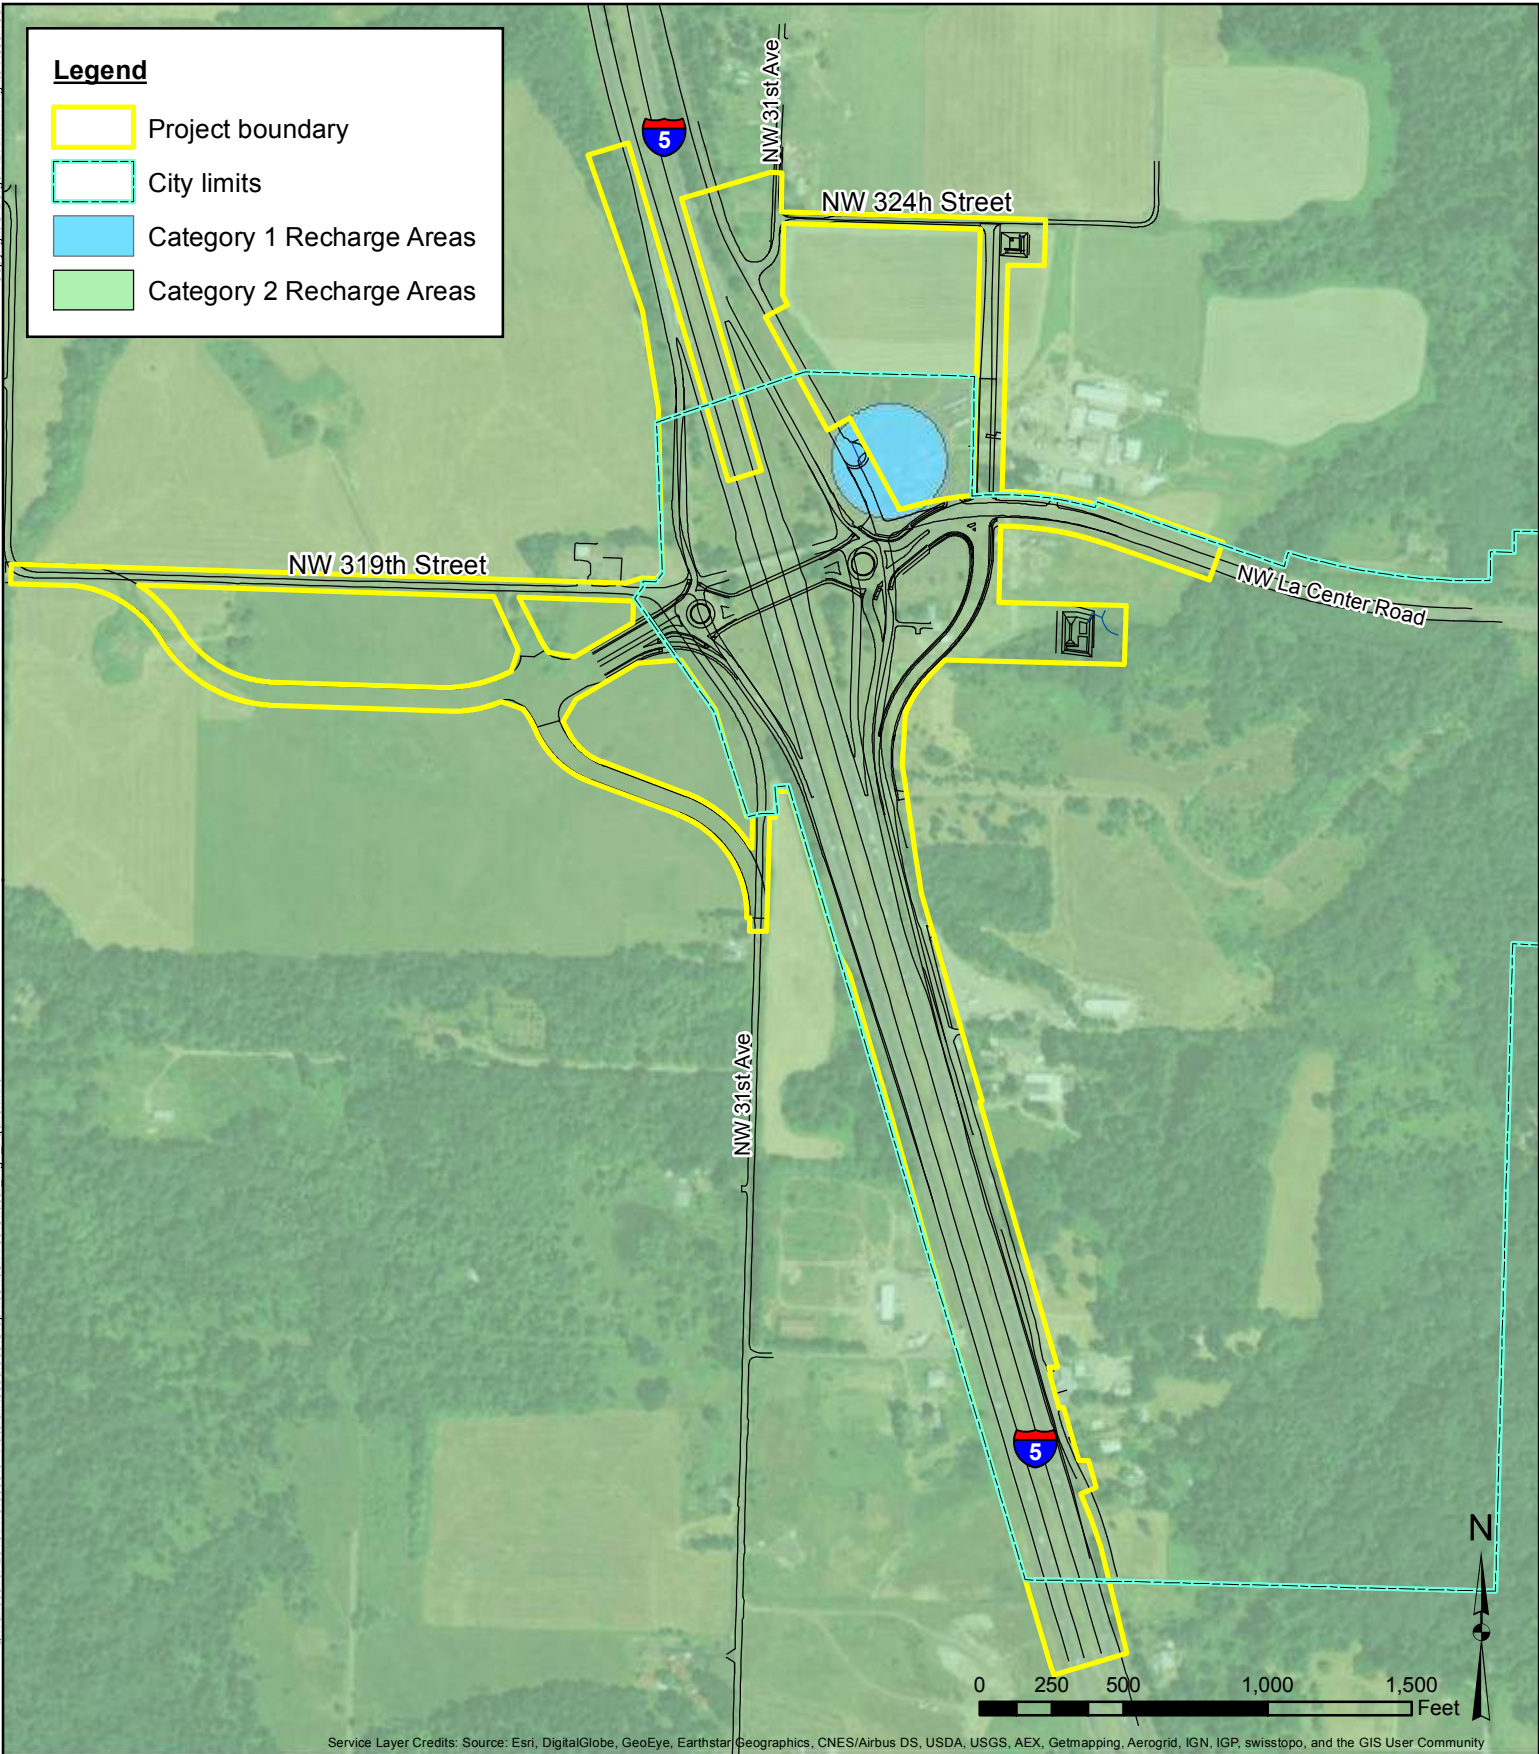 Legend
Project boundary
City limits
Category 1 Recharge Areas
Category 2 Recharge Areas
5
NW 31st Ave
NW 324h Street
NW 319th Street
NW La Center Road
NW 31st Ave
5
N
0 250 500 1,000 1,500
Feet
Service Layer Credits: Source: Esri, DigitalGlobe, GeoEye, Earthstar Geographics, CNES/Airbus DS, USDA, USGS, AEX, Getmapping, Aerogrid, IGN, IGP, swisstopo, and the GIS User Community